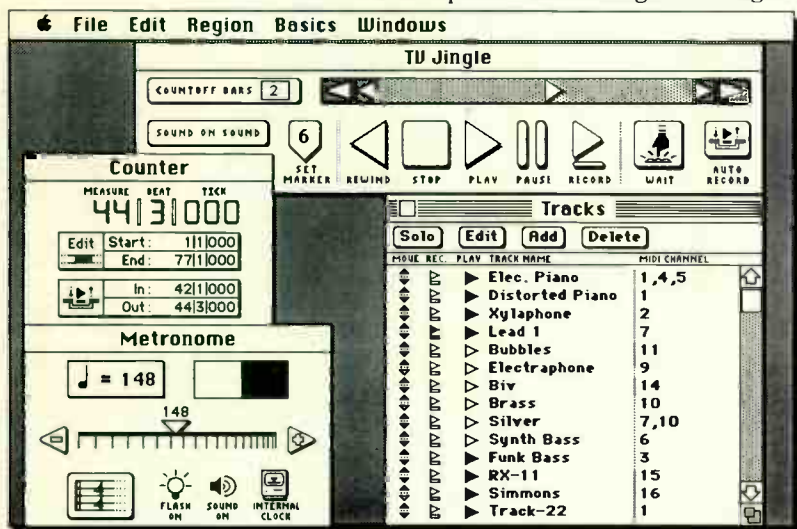 File Edit Region Basics Windows
TV Jingle
COUNTOFF BARS 2
SOUND ON SOUND
6
SET MARKER
REWIND
STOP
PLAY
PAUSE
RECORD
WAIT
AUTO RECORD
Counter
MEASURE BEAT TICK
44|3|000
Edit Start: 1|1|000
End: 77|1|000
In: 42|1|000
Out: 44|3|000
Metronome
♩ = 148
148
FLASH ON
SOUND ON
INTERNAL CLOCK
Tracks
Solo Edit Add Delete
MOVE REC. PLAY TRACK NAME MIDI CHANNEL
Elec. Piano 1,4,5
Distorted Piano 1
Xylaphone 2
Lead 1 7
Bubbles 11
Electraphone 9
Biv 14
Brass 10
Silver 7,10
Synth Bass 6
Funk Bass 3
RX-11 15
Simmons 16
Track-22 1